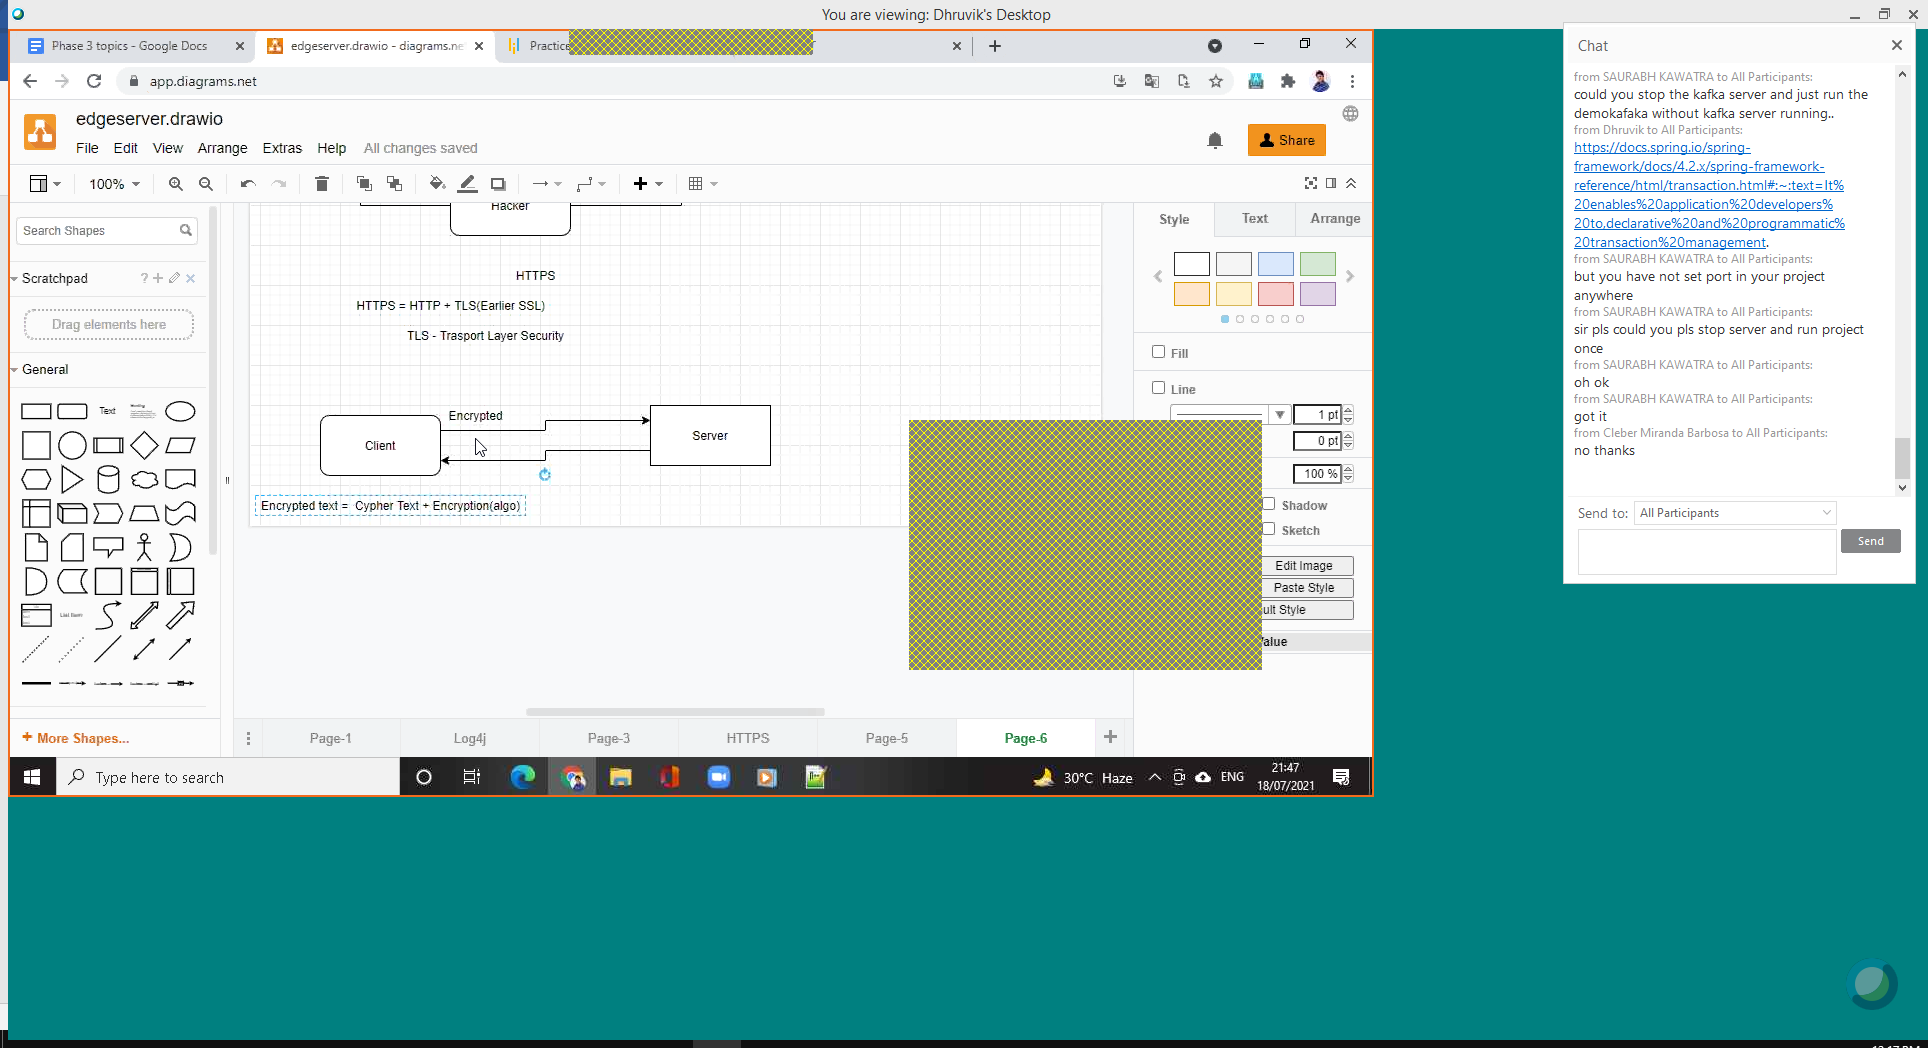 You are viewing: Dhruvik's Desktop
Phase 3 topics - Google Docs
edgeserver.drawio - diagrams.ne
Practice
app.diagrams.net
edgeserver.drawio
File Edit View Arrange Extras Help All changes saved
Share
100%
Search Shapes
Scratchpad
?
Drag elements here
General
Text
List Item
+ More Shapes...
Hacker
HTTPS
HTTPS = HTTP + TLS(Earlier SSL)
TLS - Trasport Layer Security
Encrypted
Client
Server
Encrypted text = Cypher Text + Encryption(algo)
Style Text Arrange
Fill
Line
1 pt
0 pt
100 %
Shadow
Sketch
Edit Image
Paste Style
ult Style
Value
Page-1 Log4j Page-3 HTTPS Page-5 Page-6
Type here to search
30°C Haze
ENG
21:47
18/07/2021
Chat
from SAURABH KAWATRA to All Participants:
could you stop the kafka server and just run the
demokafaka without kafka server running..
from Dhruvik to All Participants:
https://docs.spring.io/spring-
framework/docs/4.2.x/spring-framework-
reference/html/transaction.html#:~:text=It%
20enables%20application%20developers%
20to,declarative%20and%20programmatic%
20transaction%20management.
from SAURABH KAWATRA to All Participants:
but you have not set port in your project
anywhere
from SAURABH KAWATRA to All Participants:
sir pls could you pls stop server and run project
once
from SAURABH KAWATRA to All Participants:
oh ok
from SAURABH KAWATRA to All Participants:
got it
from Cleber Miranda Barbosa to All Participants:
no thanks
Send to: All Participants
Send